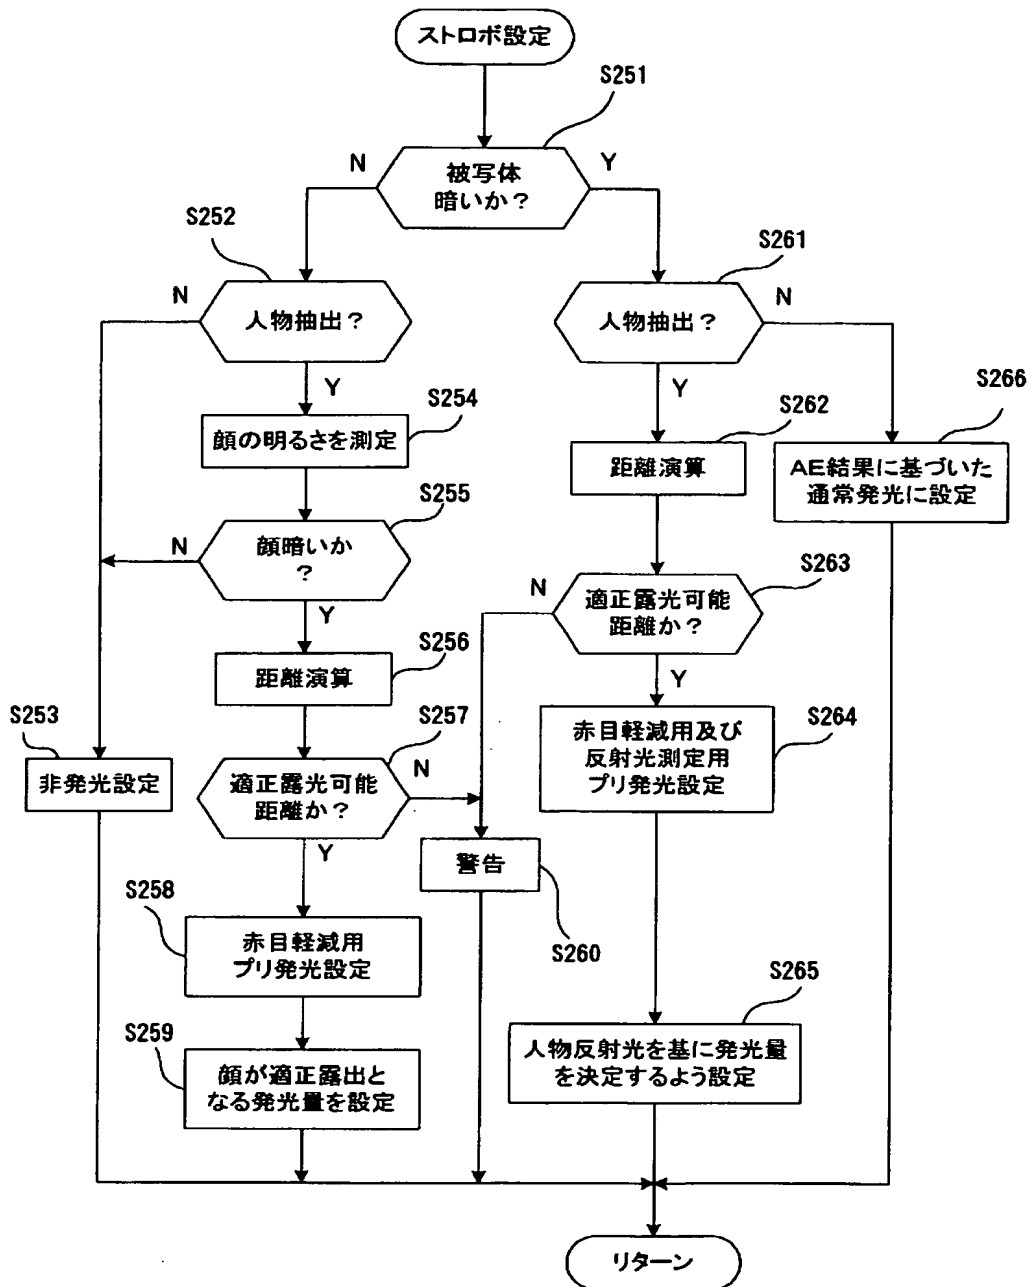 ストロボ設定
S251
N
Y
被写体
暗いか?
S252
S261
N
人物抽出?
人物抽出?
N
Y
Y
S254
S262
S266
顔の明るさを測定
距離演算
AE結果に基づいた
通常発光に設定
S255
N
顔暗いか
?
S263
N
適正露光可能
距離か?
Y
S256
距離演算
Y
S253
S257
S264
非発光設定
適正露光可能
距離か?
N
赤目軽減用及び
反射光測定用
プリ発光設定
Y
警告
S258
S260
赤目軽減用
プリ発光設定
S265
S259
顔が適正露出と
なる発光量を設定
人物反射光を基に発光量
を決定するよう設定
リターン